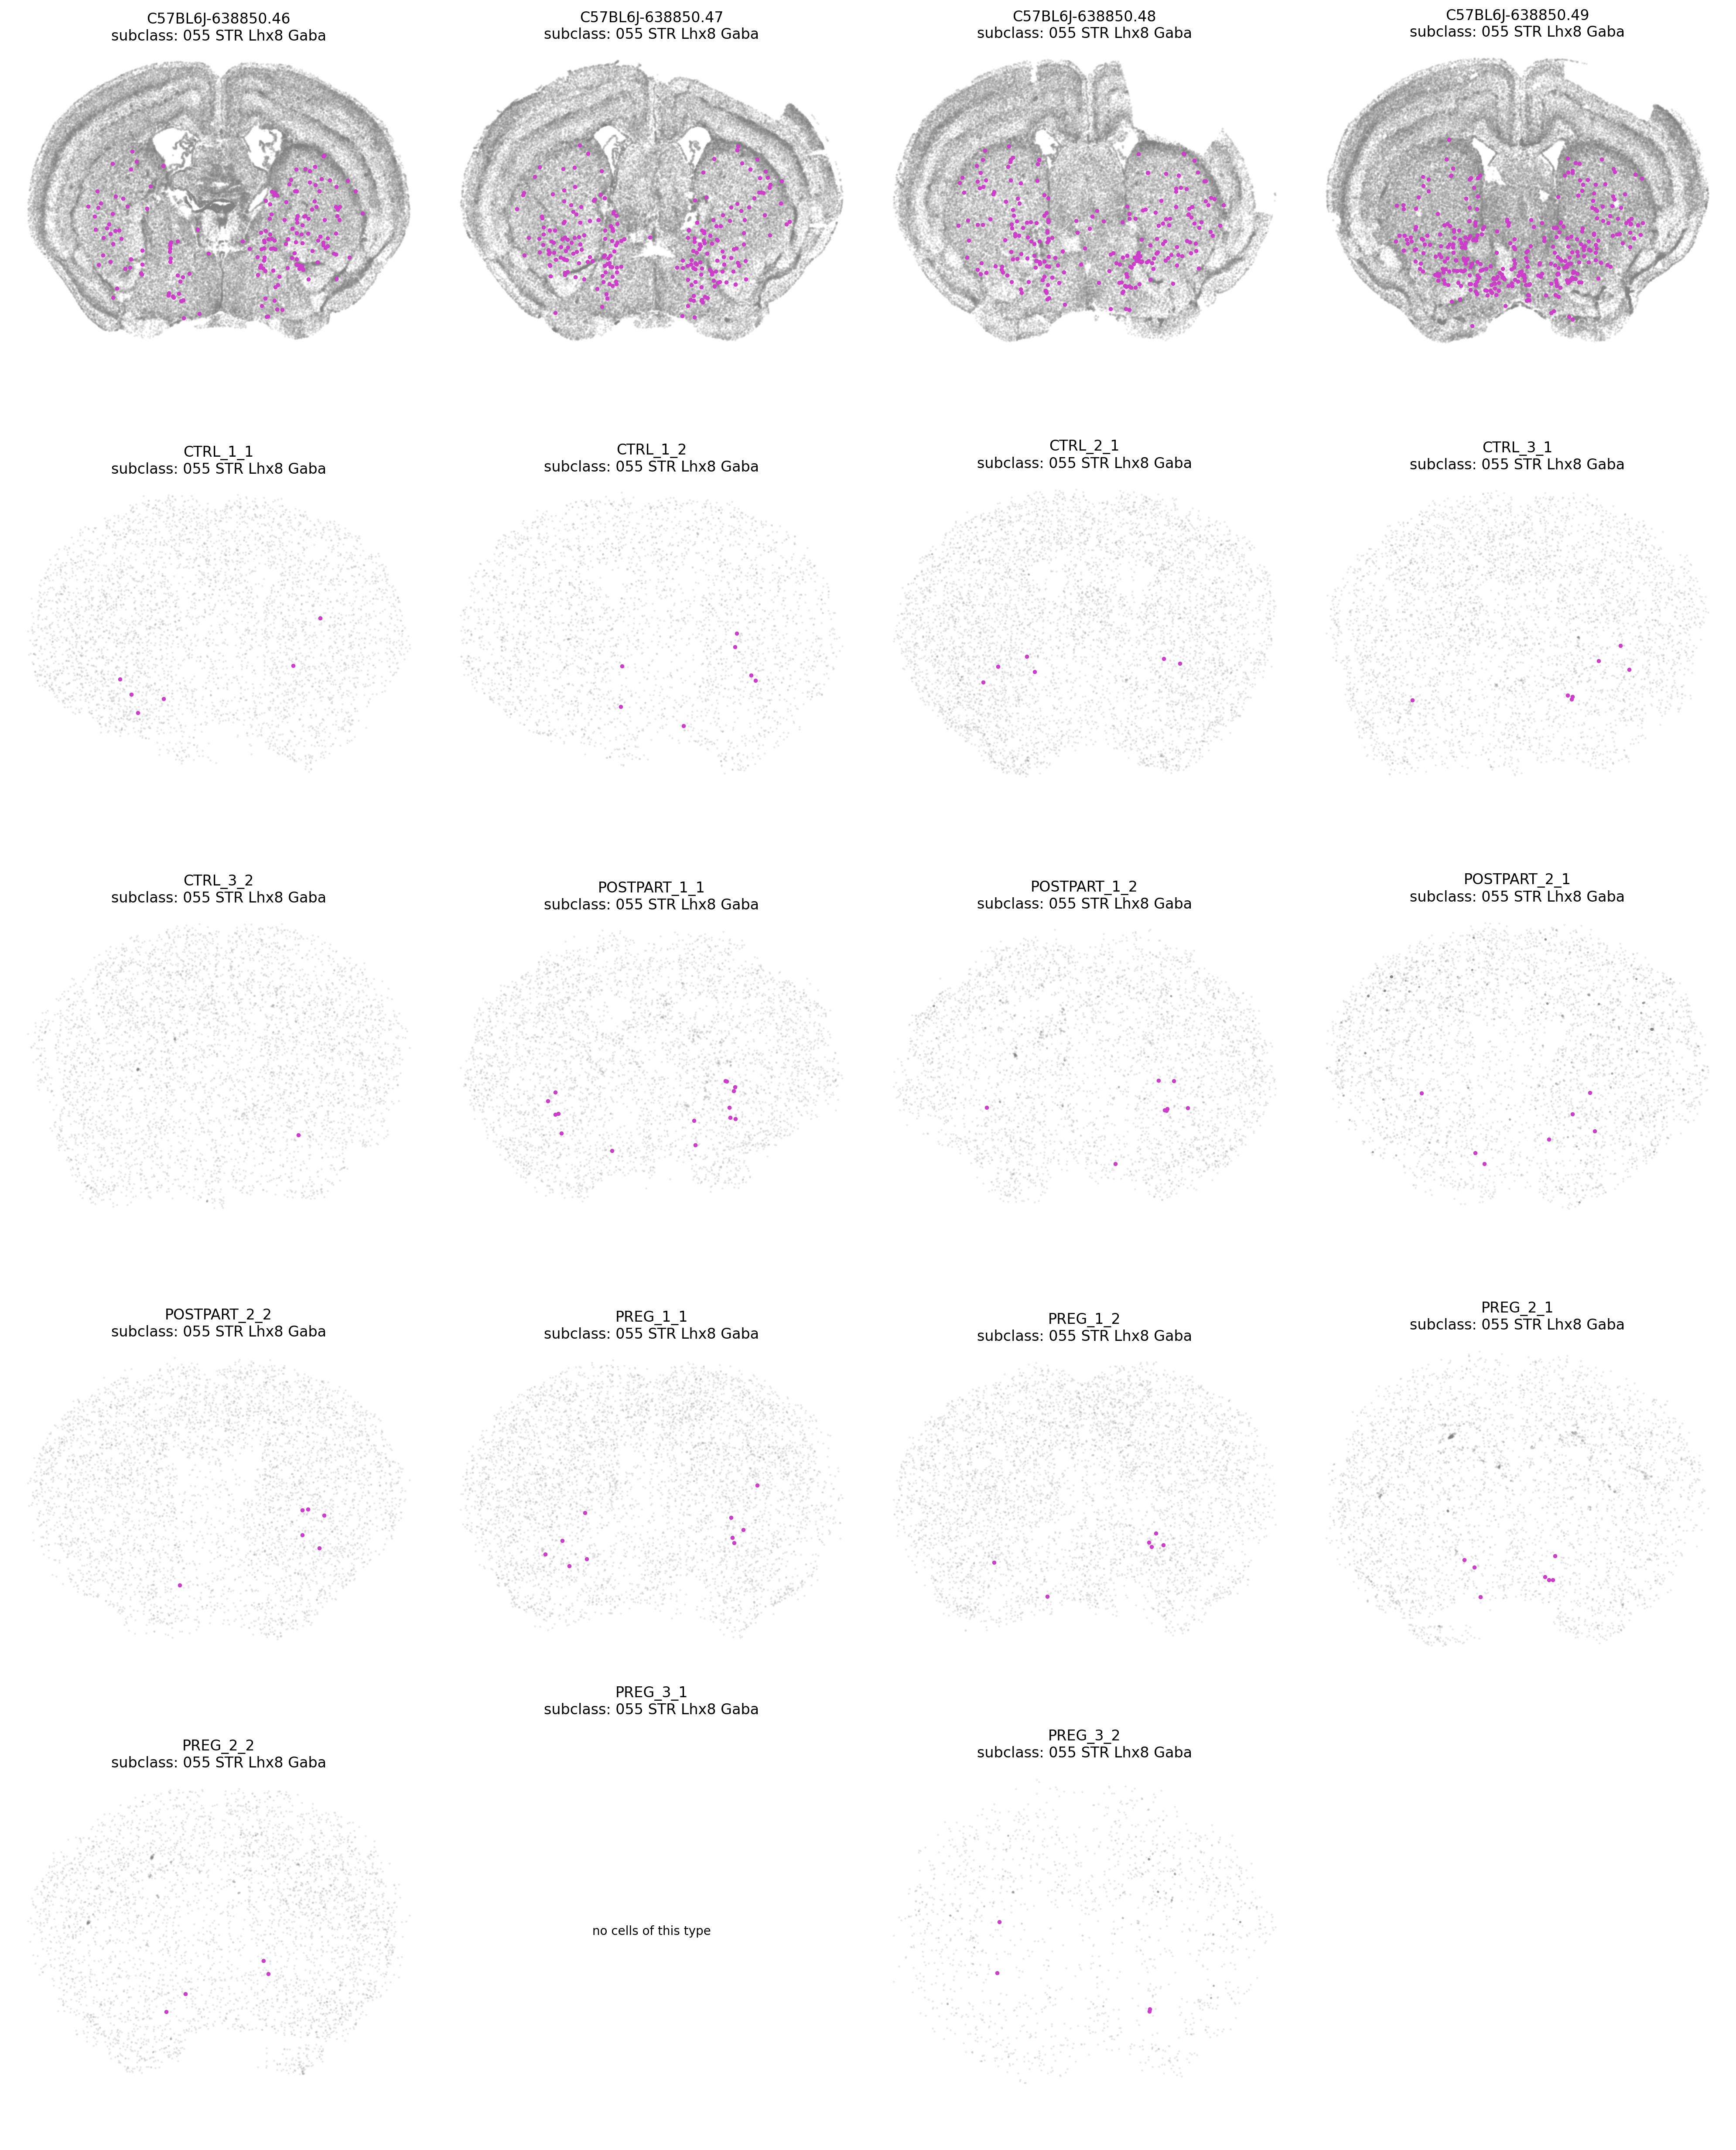 C57BL6J-638850.46
subclass: 055 STR Lhx8 Gaba
C57BL6J-638850.47
subclass: 055 STR Lhx8 Gaba
C57BL6J-638850.48
subclass: 055 STR Lhx8 Gaba
C57BL6J-638850.49
subclass: 055 STR Lhx8 Gaba
CTRL_1_1
subclass: 055 STR Lhx8 Gaba
CTRL_1_2
subclass: 055 STR Lhx8 Gaba
CTRL_2_1
subclass: 055 STR Lhx8 Gaba
CTRL_3_1
subclass: 055 STR Lhx8 Gaba
CTRL_3_2
subclass: 055 STR Lhx8 Gaba
POSTPART_1_1
subclass: 055 STR Lhx8 Gaba
POSTPART_1_2
subclass: 055 STR Lhx8 Gaba
POSTPART_2_1
subclass: 055 STR Lhx8 Gaba
POSTPART_2_2
subclass: 055 STR Lhx8 Gaba
PREG_1_1
subclass: 055 STR Lhx8 Gaba
PREG_1_2
subclass: 055 STR Lhx8 Gaba
PREG_2_1
subclass: 055 STR Lhx8 Gaba
PREG_2_2
subclass: 055 STR Lhx8 Gaba
PREG_3_1
subclass: 055 STR Lhx8 Gaba
no cells of this type
PREG_3_2
subclass: 055 STR Lhx8 Gaba